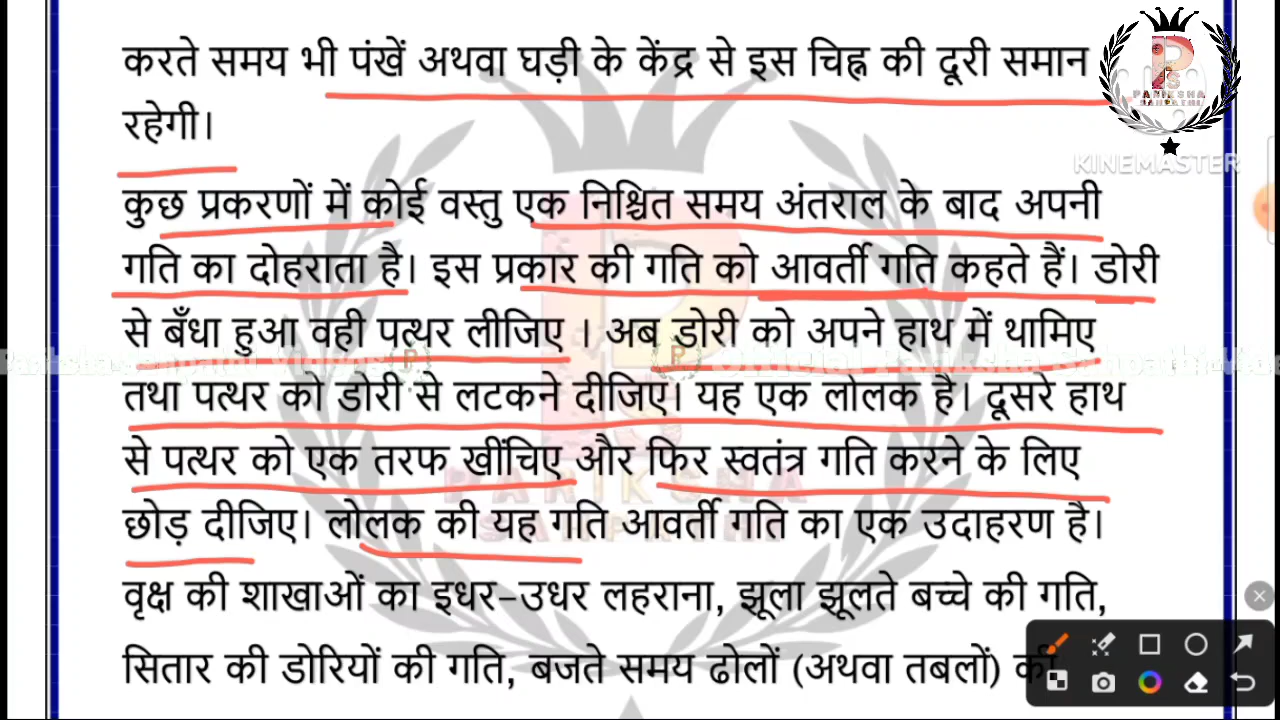 करते समय भी पंखें अथवा घड़ी के केंद्र से इस चिह्न की दूरी समान
रहेगी।
PARIKSHA
SAMPATHI
KINEMASTER
कुछ प्रकरणों में कोई वस्तु एक निश्चित समय अंतराल के बाद अपनी
गति का दोहराता है। इस प्रकार की गति को आवर्ती गति कहते हैं। डोरी
से बँधा हुआ वही पत्थर लीजिए । अब डोरी को अपने हाथ में थामिए
तथा पत्थर को डोरी से लटकने दीजिए। यह एक लोलक है। दूसरे हाथ
से पत्थर को एक तरफ खींचिए और फिर स्वतंत्र गति करने के लिए
PARIKSHA
छोड़ दीजिए। लोलक की यह गति आवर्ती गति का एक उदाहरण है।
वृक्ष की शाखाओं का इधर–उधर लहराना, झूला झूलते बच्चे की गति,
सितार की डोरियों की गति, बजते समय ढोलों (अथवा तबलों) की